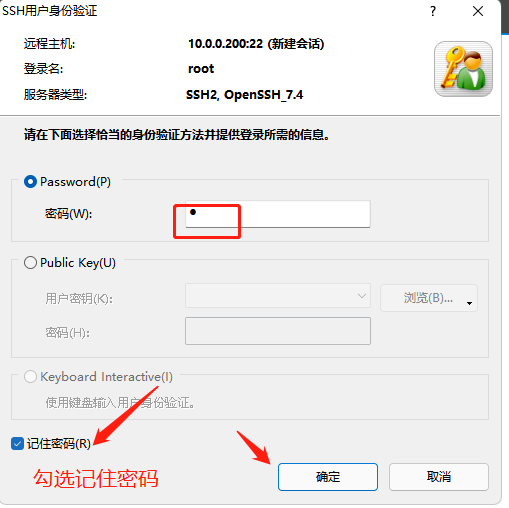 SSH用户身份验证
远程主机: 10.0.0.200:22 (新建会话)
登录名: root
服务器类型: SSH2, OpenSSH_7.4
请在下面选择恰当的身份验证方法并提供登录所需的信息。
Password(P)
密码(W): ●
Public Key(U)
用户密钥(K): 浏览(B)...
密码(H):
Keyboard Interactive(I)
使用键盘输入用户身份验证。
记住密码(R)
勾选记住密码
确定 取消